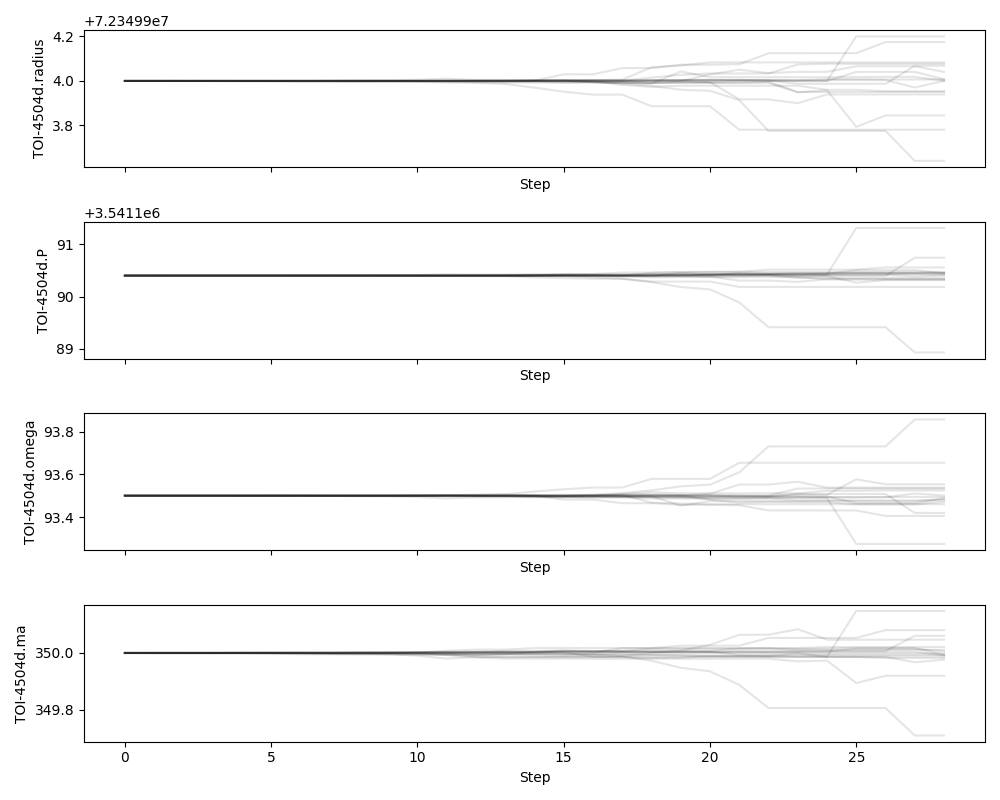 +7.23499e7
4.2
4.0
3.8
TOI-4504d.radius
Step
+3.5411e6
91
90
89
TOI-4504d.P
Step
93.8
93.6
93.4
TOI-4504d.omega
Step
350.0
349.8
TOI-4504d.ma
0 5 10 15 20 25
Step